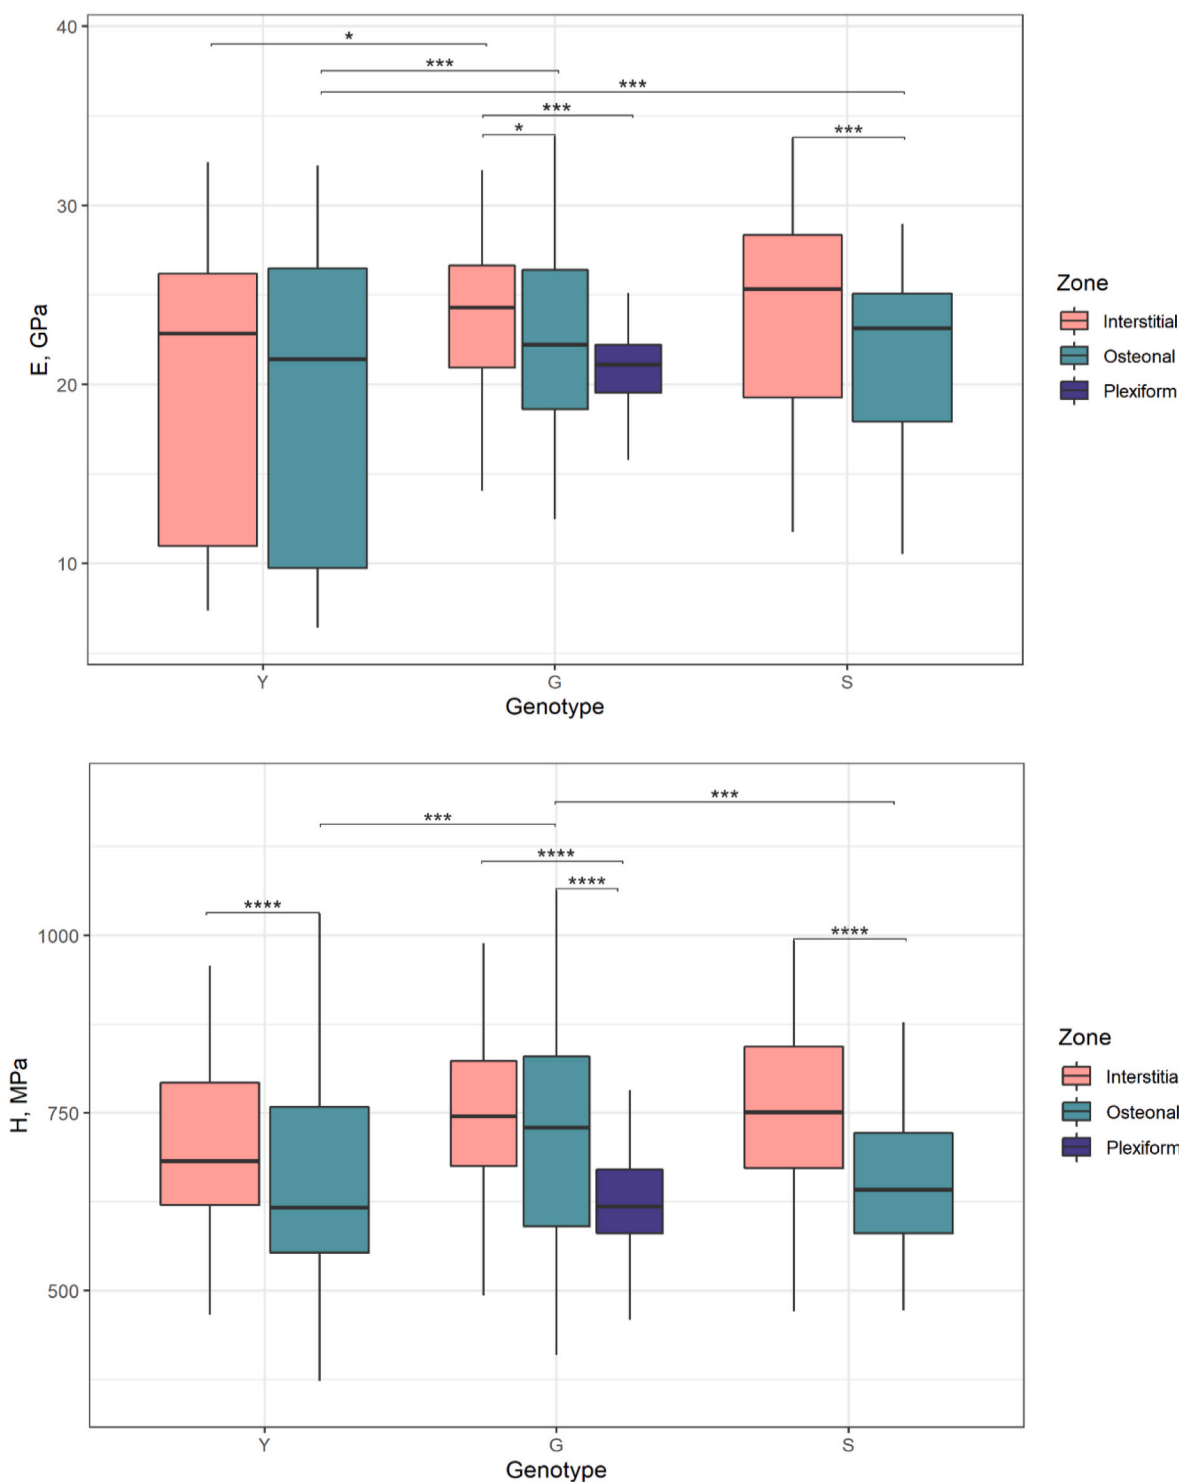 40
*
***
***
***
*
***
30
20
10
E, GPa
Y
G
S
Genotype
Zone
Interstitial
Osteonal
Plexiform
***
***
****
****
****
****
1000
750
500
H, MPa
Y
G
S
Genotype
Zone
Interstitia
Osteonal
Plexiform